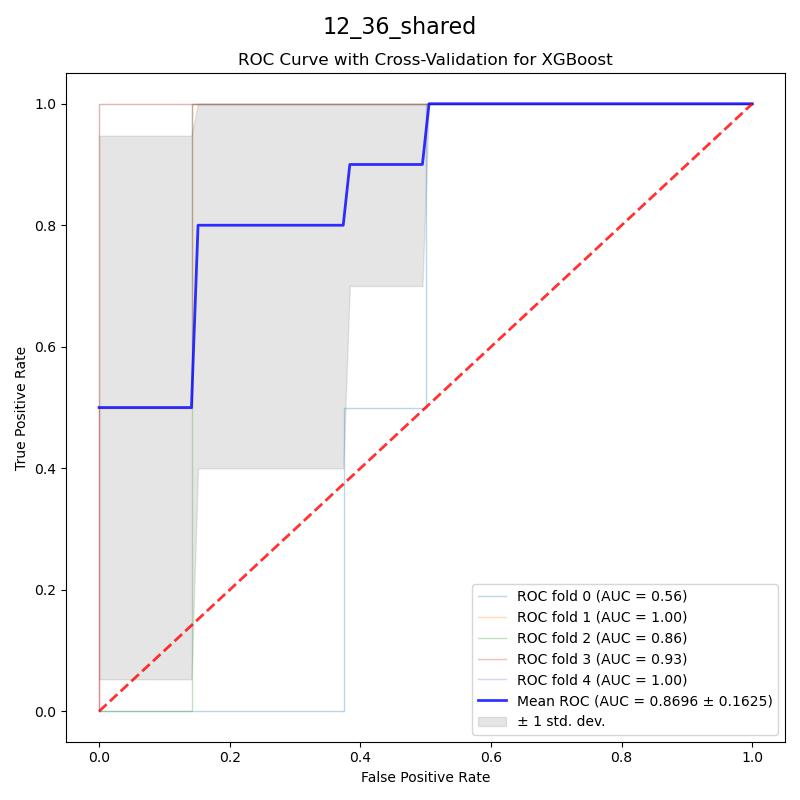 12_36_shared
ROC Curve with Cross-Validation for XGBoost
True Positive Rate
1.0
0.8
0.6
0.4
0.2
0.0
0.0 0.2 0.4 0.6 0.8 1.0
False Positive Rate
ROC fold 0 (AUC = 0.56)
ROC fold 1 (AUC = 1.00)
ROC fold 2 (AUC = 0.86)
ROC fold 3 (AUC = 0.93)
ROC fold 4 (AUC = 1.00)
Mean ROC (AUC = 0.8696 ± 0.1625)
± 1 std. dev.